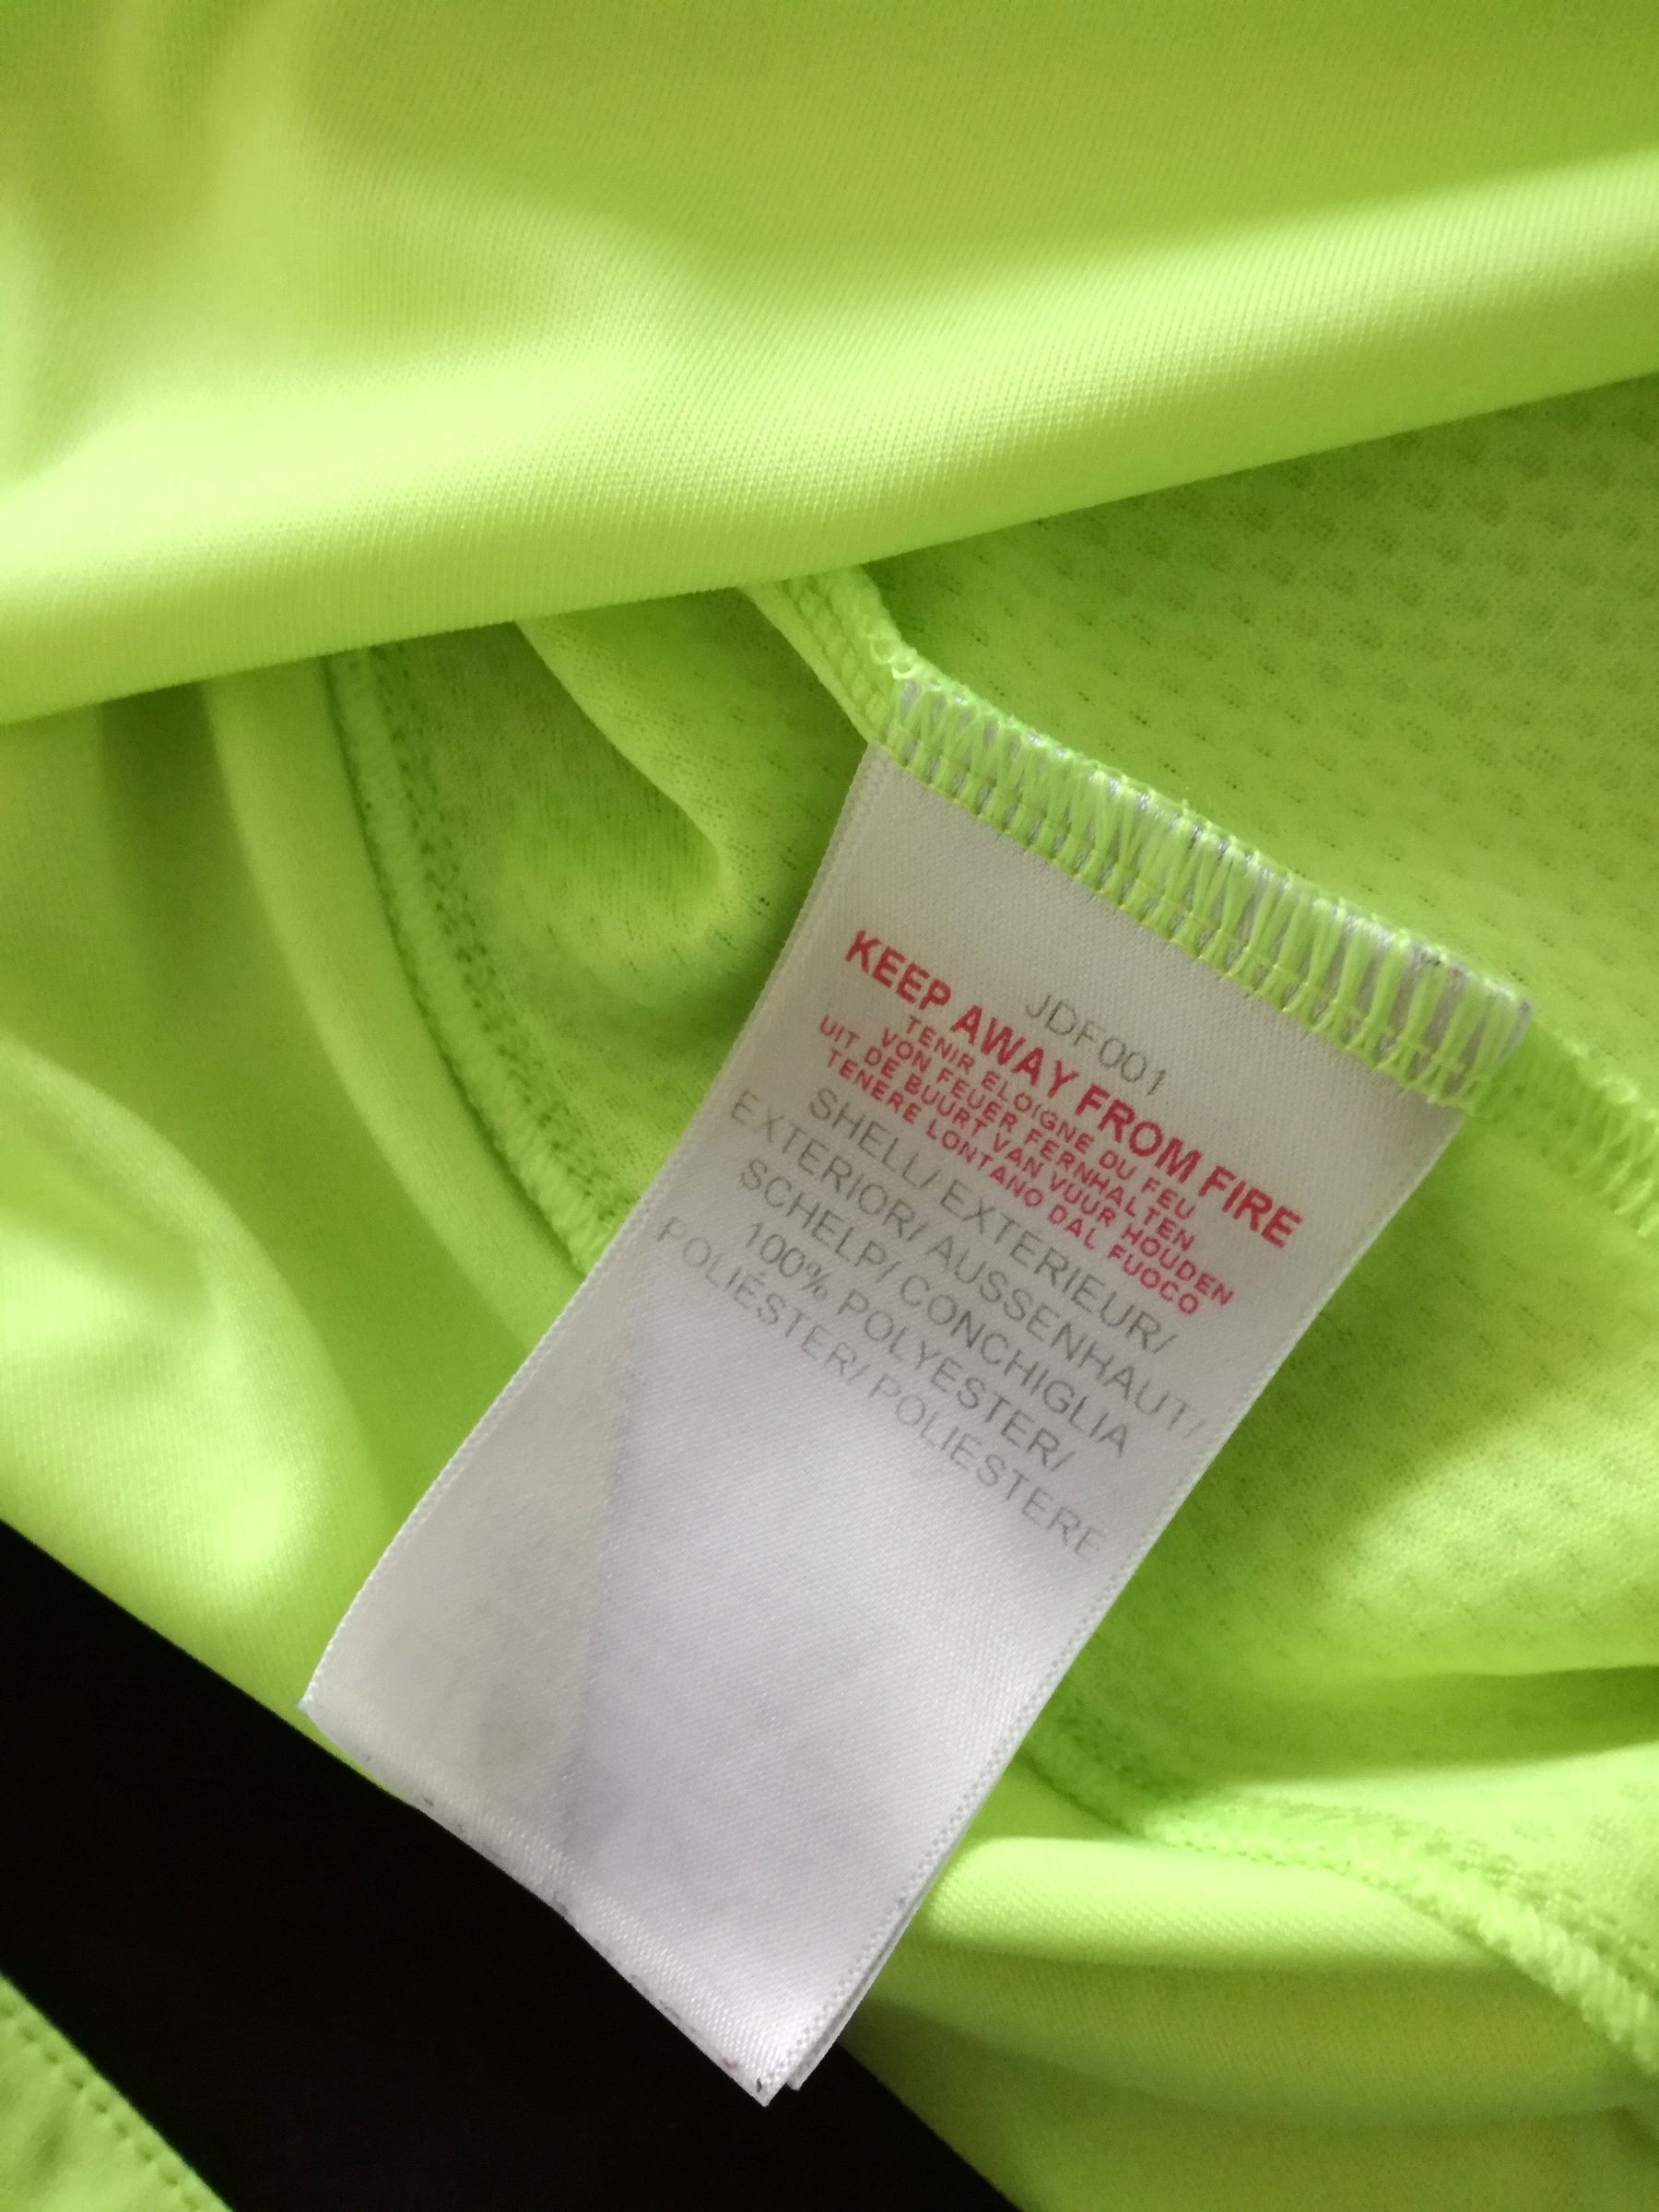 JDF001
KEEP AWAY FROM FIRE
TENIR ELOIGNE DU FEU
VON FEUER FERNHALTEN
UIT DE BUURT VAN VUUR HOUDEN
TENERE LONTANO DAL FUOCO
SHELL/ EXTERIEUR/
EXTERIOR/ AUSSENHAUT/
SCHELP/ CONCHIGLIA
100% POLYESTER/
POLIÉSTER/ POLIESTERE